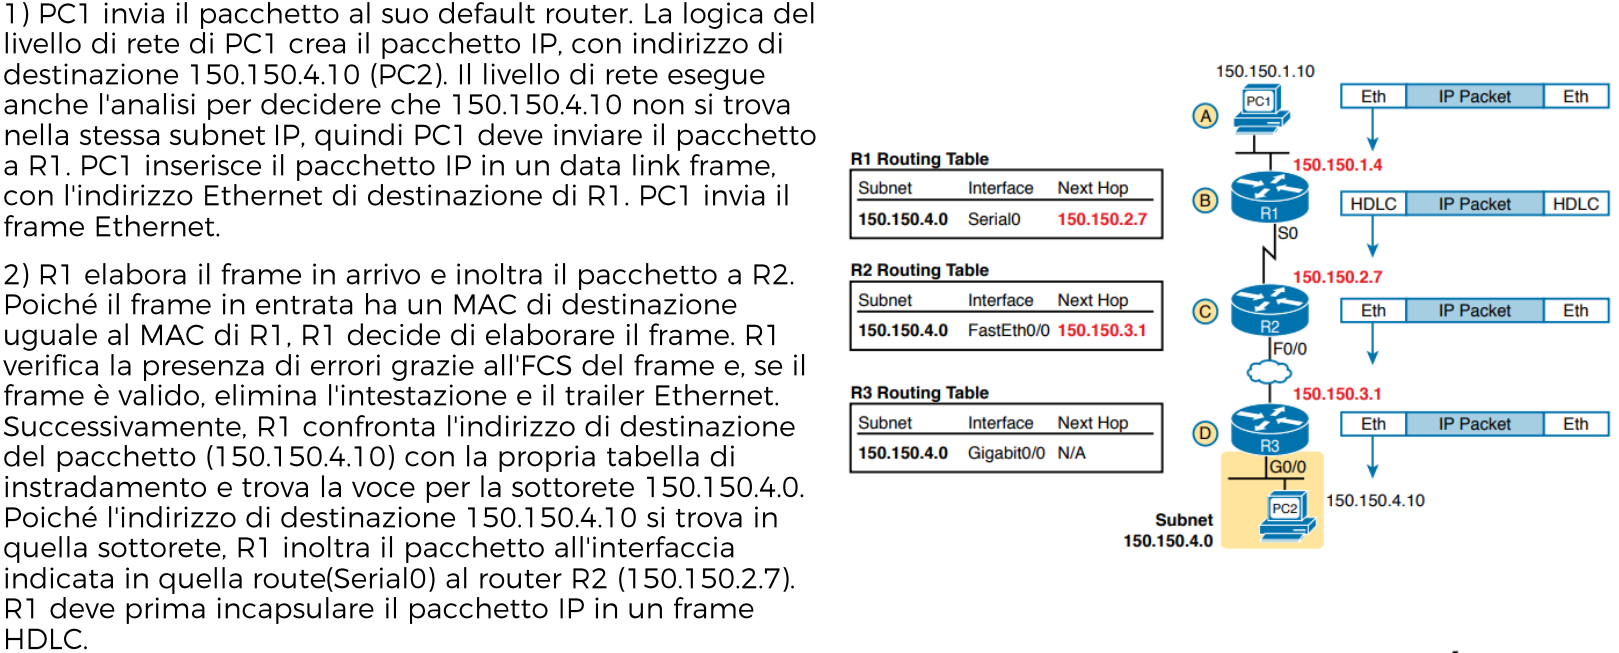 1) PC1 invia il pacchetto al suo default router. La logica del
livello di rete di PC1 crea il pacchetto IP, con indirizzo di
destinazione 150.150.4.10 (PC2). Il livello di rete esegue
anche l'analisi per decidere che 150.150.4.10 non si trova
nella stessa subnet IP, quindi PC1 deve inviare il pacchetto
a R1. PC1 inserisce il pacchetto IP in un data link frame,
con l'indirizzo Ethernet di destinazione di R1. PC1 invia il
frame Ethernet.
2) R1 elabora il frame in arrivo e inoltra il pacchetto a R2.
Poiché il frame in entrata ha un MAC di destinazione
uguale al MAC di R1, R1 decide di elaborare il frame. R1
verifica la presenza di errori grazie all'FCS del frame e, se il
frame è valido, elimina l'intestazione e il trailer Ethernet.
Successivamente, R1 confronta l'indirizzo di destinazione
del pacchetto (150.150.4.10) con la propria tabella di
instradamento e trova la voce per la sottorete 150.150.4.0.
Poiché l'indirizzo di destinazione 150.150.4.10 si trova in
quella sottorete, R1 inoltra il pacchetto all'interfaccia
indicata in quella route(Serial0) al router R2 (150.150.2.7).
R1 deve prima incapsulare il pacchetto IP in un frame
HDLC.
150.150.1.10
A PC1 Eth IP Packet Eth
150.150.1.4
R1 Routing Table
Subnet Interface Next Hop
150.150.4.0 Serial0 150.150.2.7
B R1 HDLC IP Packet HDLC
S0
150.150.2.7
R2 Routing Table
Subnet Interface Next Hop
150.150.4.0 FastEth0/0 150.150.3.1
C R2 Eth IP Packet Eth
F0/0
150.150.3.1
R3 Routing Table
Subnet Interface Next Hop
150.150.4.0 Gigabit0/0 N/A
D R3 Eth IP Packet Eth
G0/0
PC2 150.150.4.10
Subnet
150.150.4.0